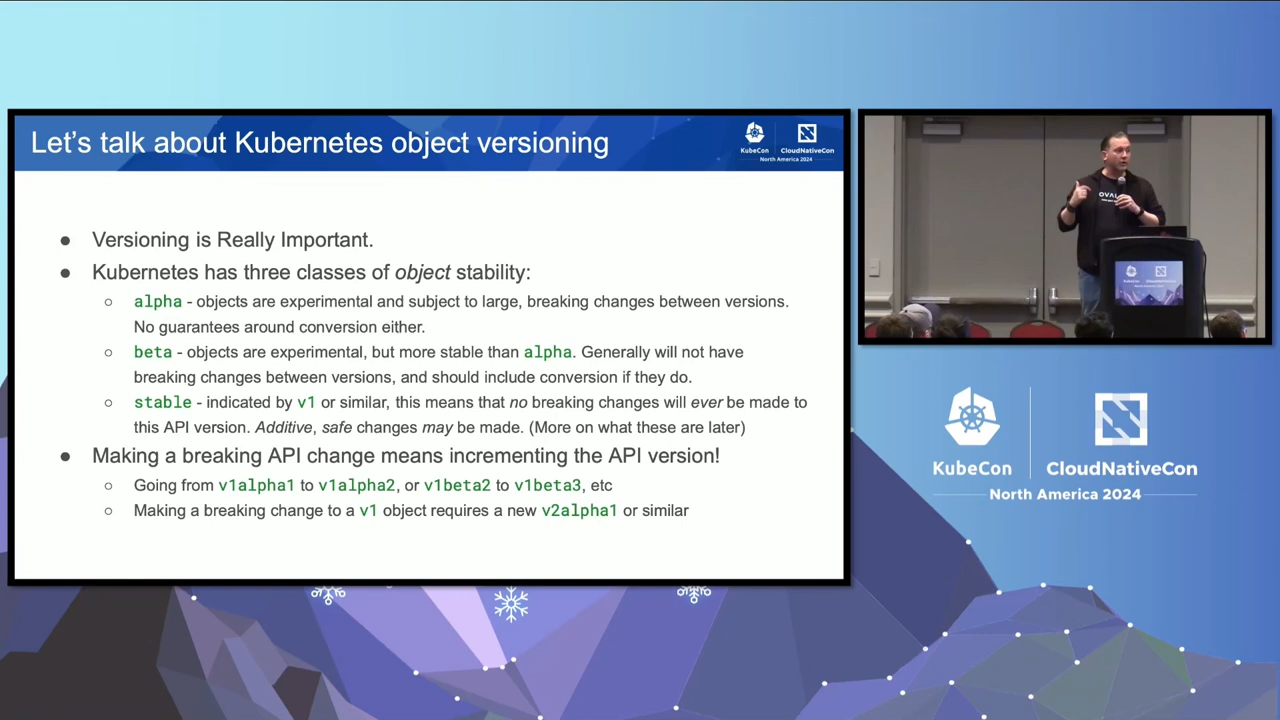 Let's talk about Kubernetes object versioning
KubeCon
CloudNativeCon
North America 2024
● Versioning is Really Important.
● Kubernetes has three classes of object stability:
○ alpha - objects are experimental and subject to large, breaking changes between versions.
No guarantees around conversion either.
○ beta - objects are experimental, but more stable than alpha. Generally will not have
breaking changes between versions, and should include conversion if they do.
○ stable - indicated by v1 or similar, this means that no breaking changes will ever be made to
this API version. Additive, safe changes may be made. (More on what these are later)
● Making a breaking API change means incrementing the API version!
○ Going from v1alpha1 to v1alpha2, or v1beta2 to v1beta3, etc
○ Making a breaking change to a v1 object requires a new v2alpha1 or similar
KubeCon
CloudNativeCon
North America 2024